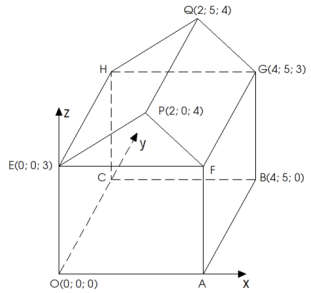 Q(2; 5; 4)
H
G(4; 5; 3)
z
P(2; 0; 4)
y
E(0; 0; 3)
F
C
B(4; 5; 0)
O(0; 0; 0)
A
x